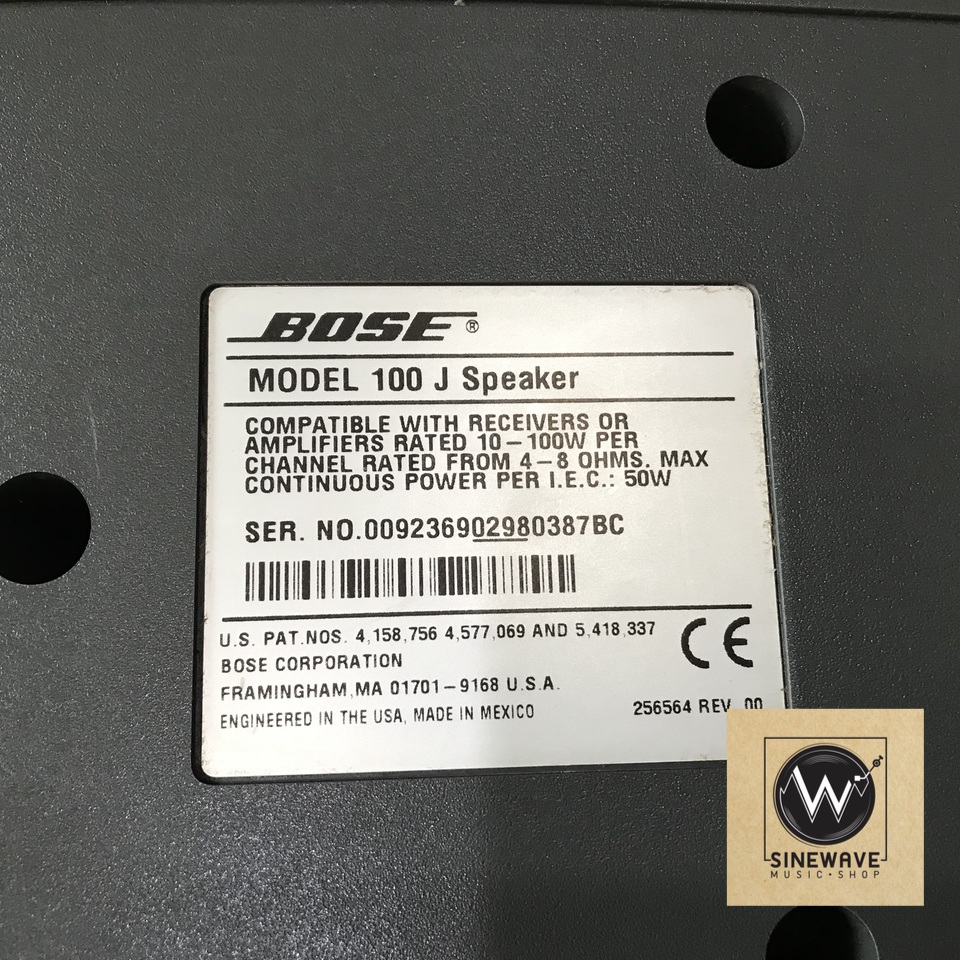 BOSE®
MODEL 100 J Speaker
COMPATIBLE WITH RECEIVERS OR
AMPLIFIERS RATED 10–100W PER
CHANNEL RATED FROM 4–8 OHMS. MAX
CONTINUOUS POWER PER I.E.C.: 50W
SER. NO.009236902980387BC
U.S. PAT.NOS. 4,158,756 4,577,069 AND 5,418,337
CE
BOSE CORPORATION
FRAMINGHAM,MA 01701–9168 U.S.A.
ENGINEERED IN THE USA, MADE IN MEXICO
256564 REV. 00
W
SINEWAVE
MUSIC•SHOP